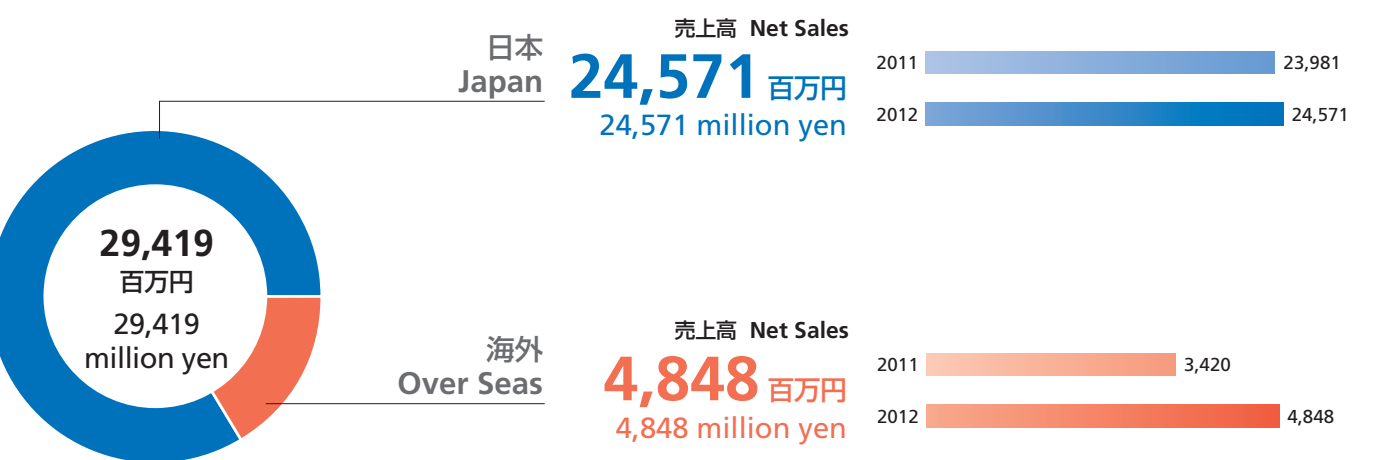 日本
Japan
売上高 Net Sales
24,571 百万円
24,571 million yen
2011 23,981
2012 24,571
29,419
百万円
29,419
million yen
海外
Over Seas
売上高 Net Sales
4,848 百万円
4,848 million yen
2011 3,420
2012 4,848